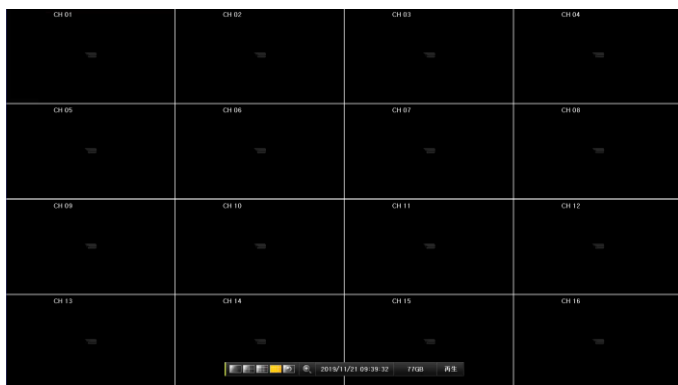 CH 01 CH 02 CH 03 CH 04
CH 05 CH 06 CH 07 CH 08
CH 09 CH 10 CH 11 CH 12
CH 13 CH 14 CH 15 CH 16
2019/11/21 09:39:32 77GB 再生